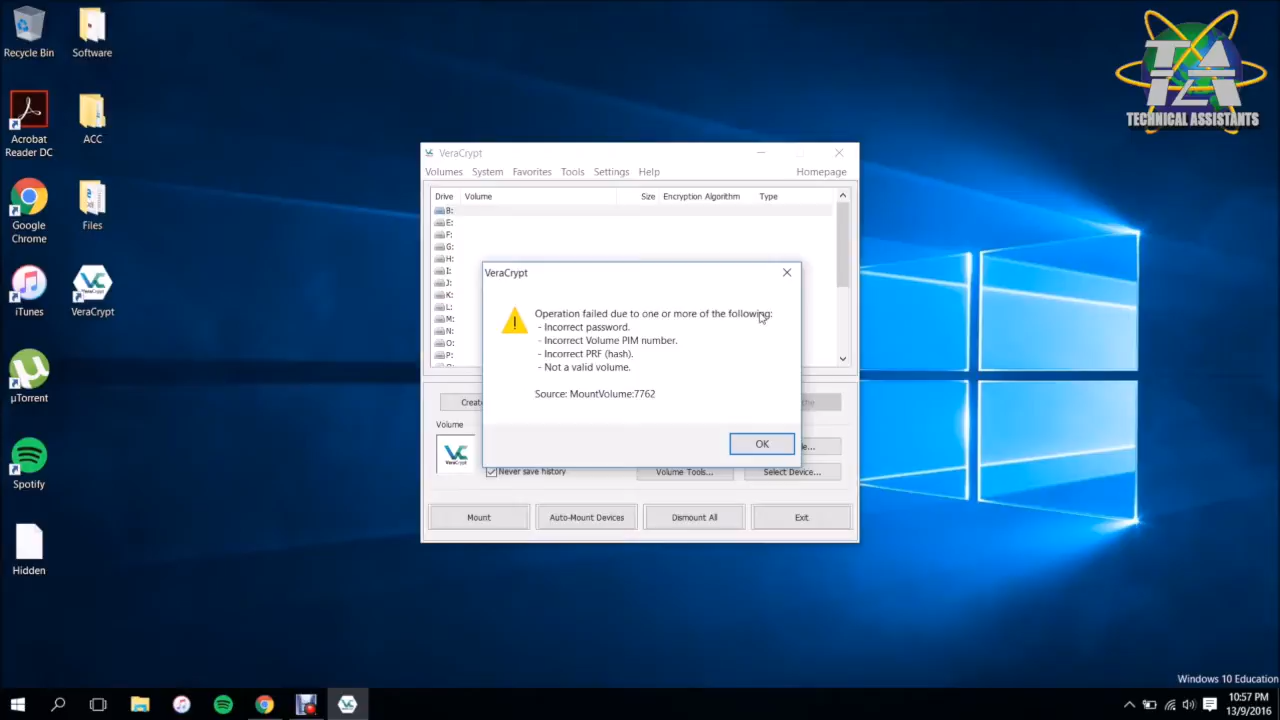 Recycle Bin
Software
Acrobat
Reader DC
ACC
Google
Chrome
Files
iTunes
VeraCrypt
µTorrent
Spotify
Hidden
TA
TECHNICAL ASSISTANTS
VeraCrypt
Volumes System Favorites Tools Settings Help Homepage
Drive Volume Size Encryption Algorithm Type
B:
E:
F:
G:
H:
I:
J:
K:
L:
M:
N:
O:
P:
VeraCrypt
Operation failed due to one or more of the following:
- Incorrect password.
- Incorrect Volume PIM number.
- Incorrect PRF (hash).
- Not a valid volume.
Source: MountVolume:7762
OK
Volume
VeraCrypt
Never save history
Volume Tools...
Select Device...
Mount
Auto-Mount Devices
Dismount All
Exit
Windows 10 Education
10:57 PM
13/9/2016